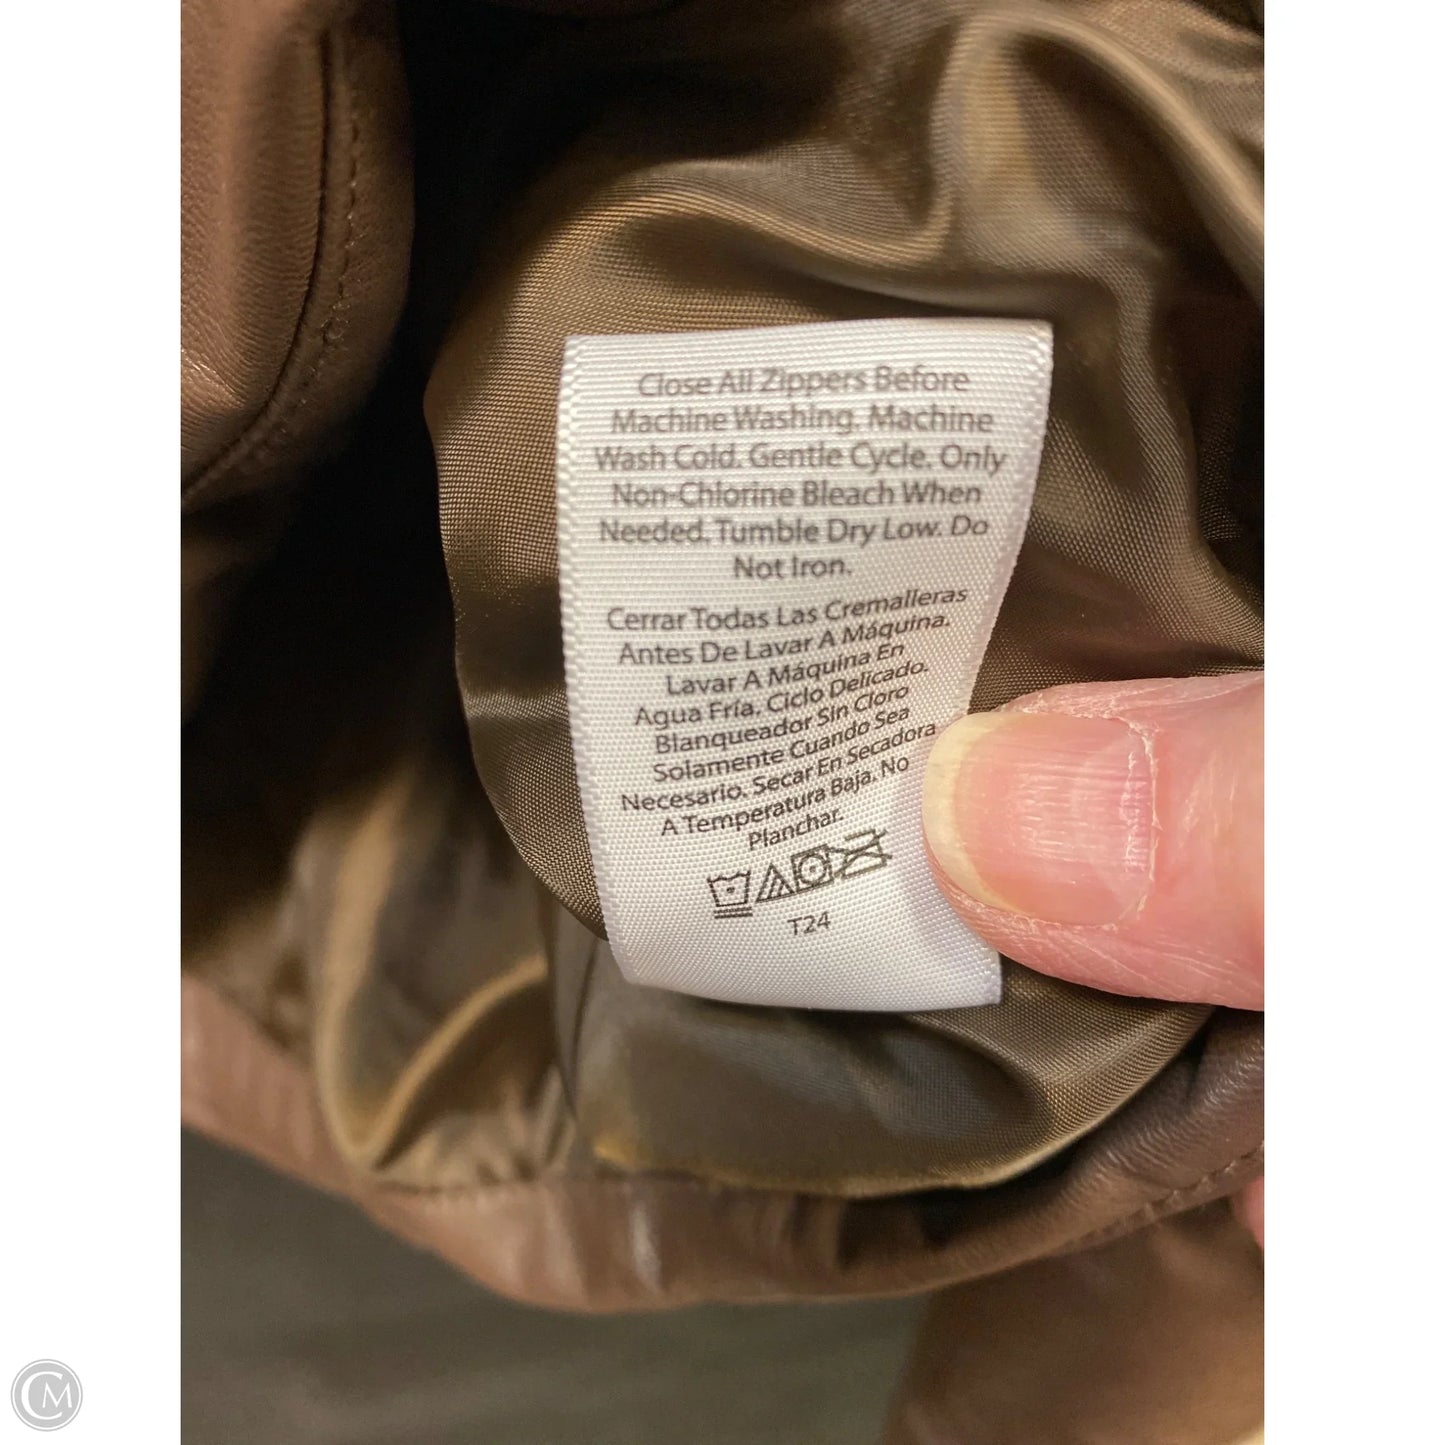 Close All Zippers Before
Machine Washing. Machine
Wash Cold. Gentle Cycle. Only
Non-Chlorine Bleach When
Needed. Tumble Dry Low. Do
Not Iron.
Cerrar Todas Las Cremalleras
Antes De Lavar A Máquina.
Lavar A Máquina En
Agua Fría. Ciclo Delicado.
Blanqueador Sin Cloro
Solamente Cuando Sea
Necesario. Secar En Secadora
A Temperatura Baja. No
Planchar.
T24
CM